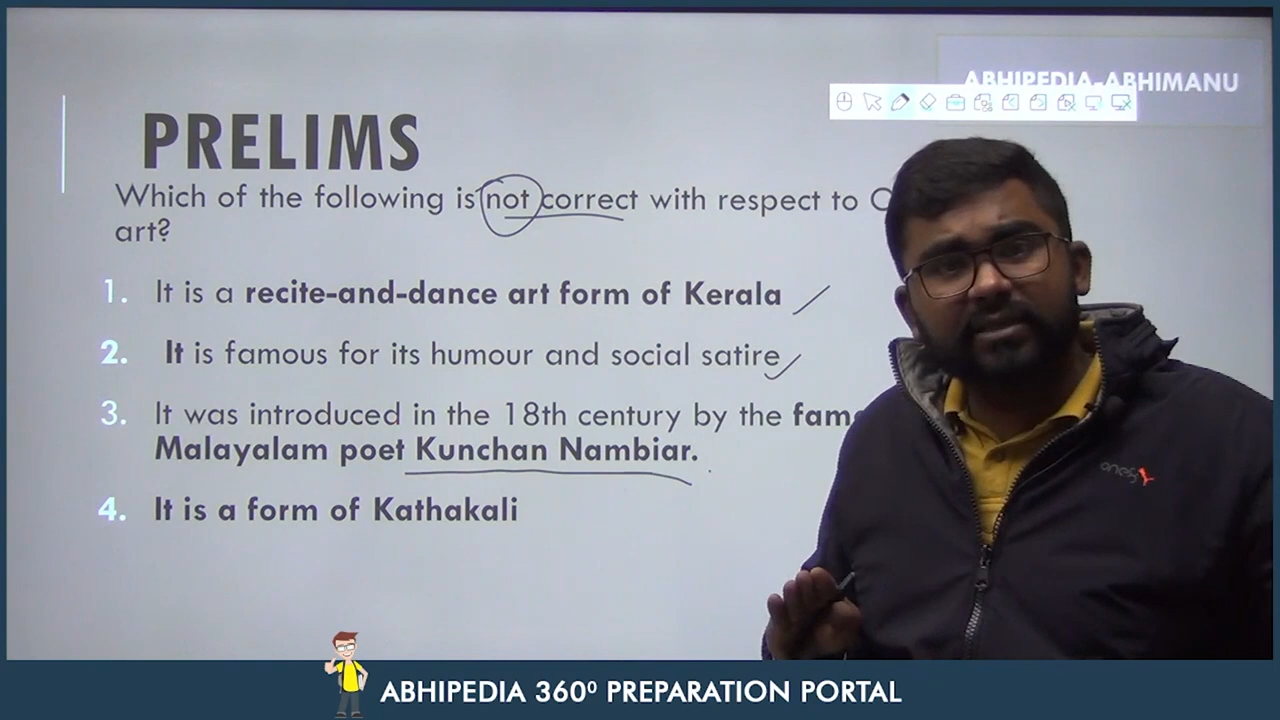 ABHIPEDIA-ABHIMANU
PRELIMS
Which of the following is not correct with respect to
art?
1. It is a recite-and-dance art form of Kerala
2. It is famous for its humour and social satire
3. It was introduced in the 18th century by the
Malayalam poet Kunchan Nambiar.
4. It is a form of Kathakali
ABHIPEDIA 360⁰ PREPARATION PORTAL